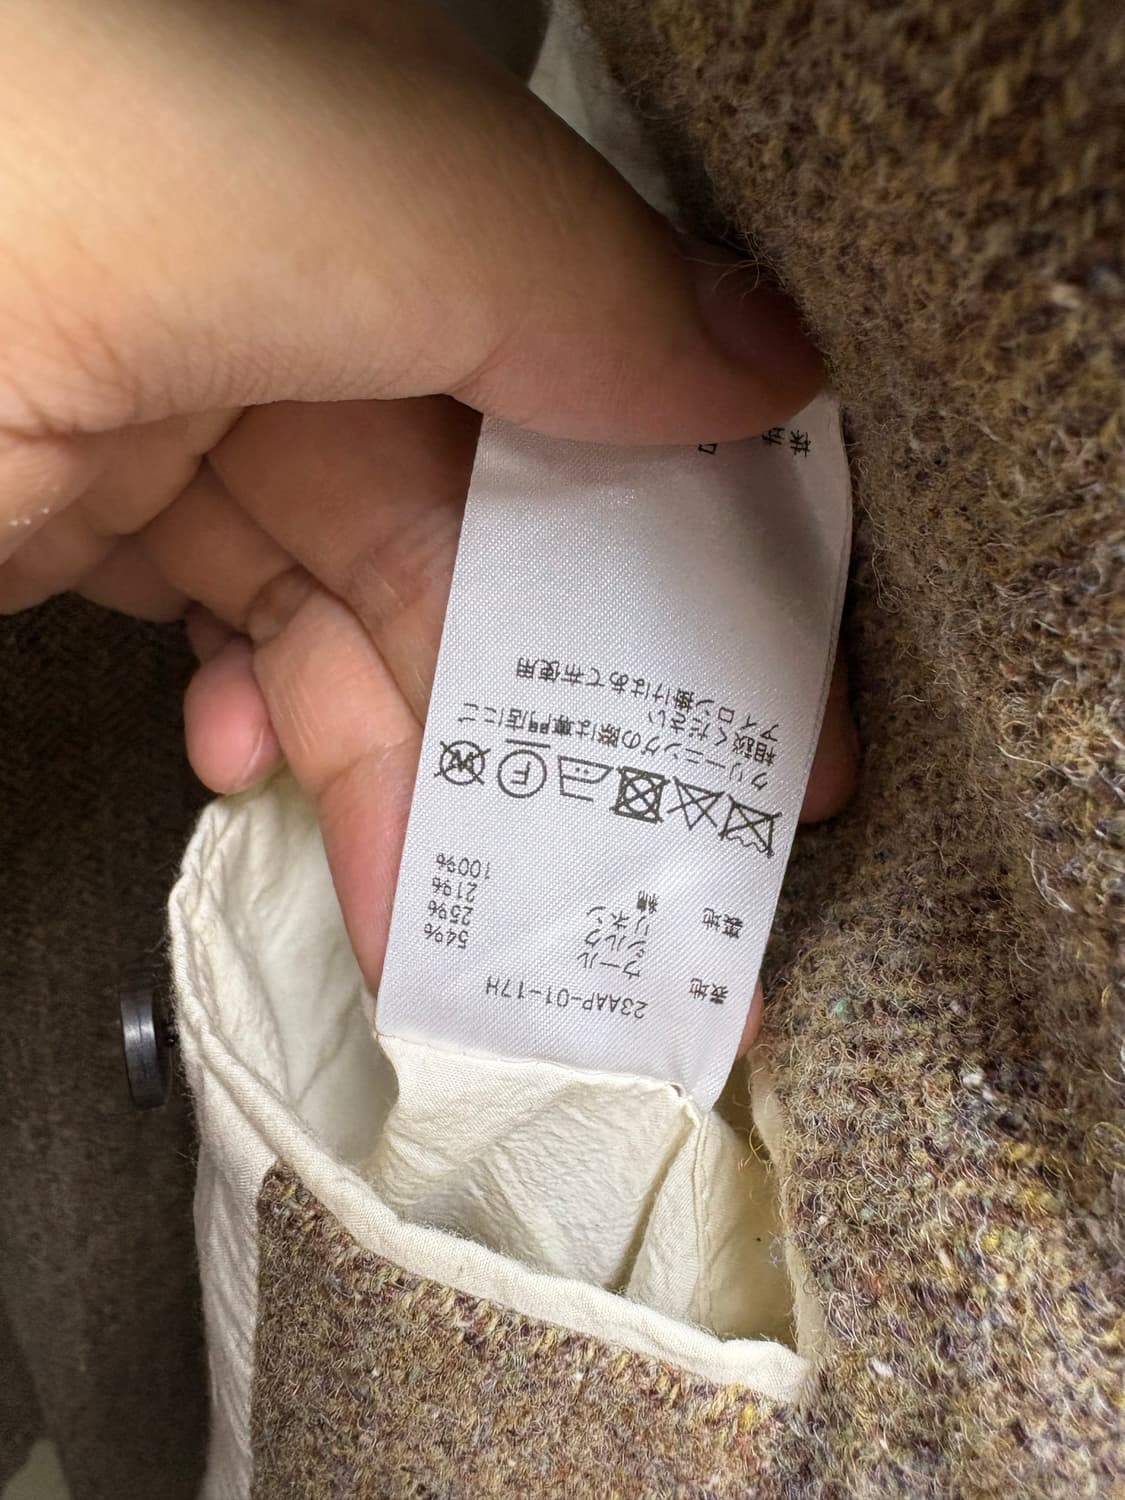 23AAP-01-17H
表地 ウール 54%
シルク 25%
リネン 21%
裏地 綿 100%
F
W
クリーニングの際は専門店にご
相談ください
アイロン掛けはあて布使用
株